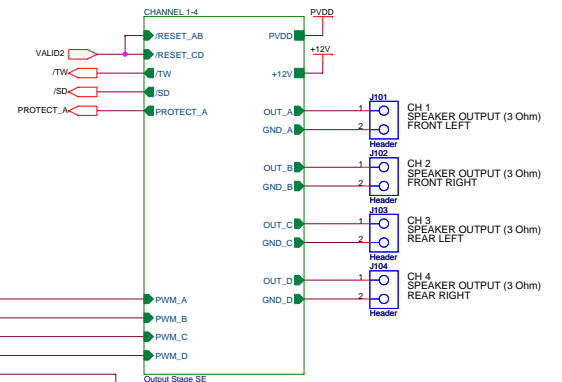 CHANNEL 1-4
PVDD
/RESET_AB
PVDD
VALID2
/RESET_CD
+12V
/TW
/TW
+12V
/SD
/SD
J101
PROTECT_A
PROTECT_A
OUT_A
1
CH 1
SPEAKER OUTPUT (3 Ohm)
FRONT LEFT
GND_A
2
Header
J102
OUT_B
1
CH 2
SPEAKER OUTPUT (3 Ohm)
FRONT RIGHT
GND_B
2
Header
J103
OUT_C
1
CH 3
SPEAKER OUTPUT (3 Ohm)
REAR LEFT
GND_C
2
Header
J104
OUT_D
1
CH 4
SPEAKER OUTPUT (3 Ohm)
REAR RIGHT
GND_D
2
Header
PWM_A
PWM_B
PWM_C
PWM_D
Output Stage SE